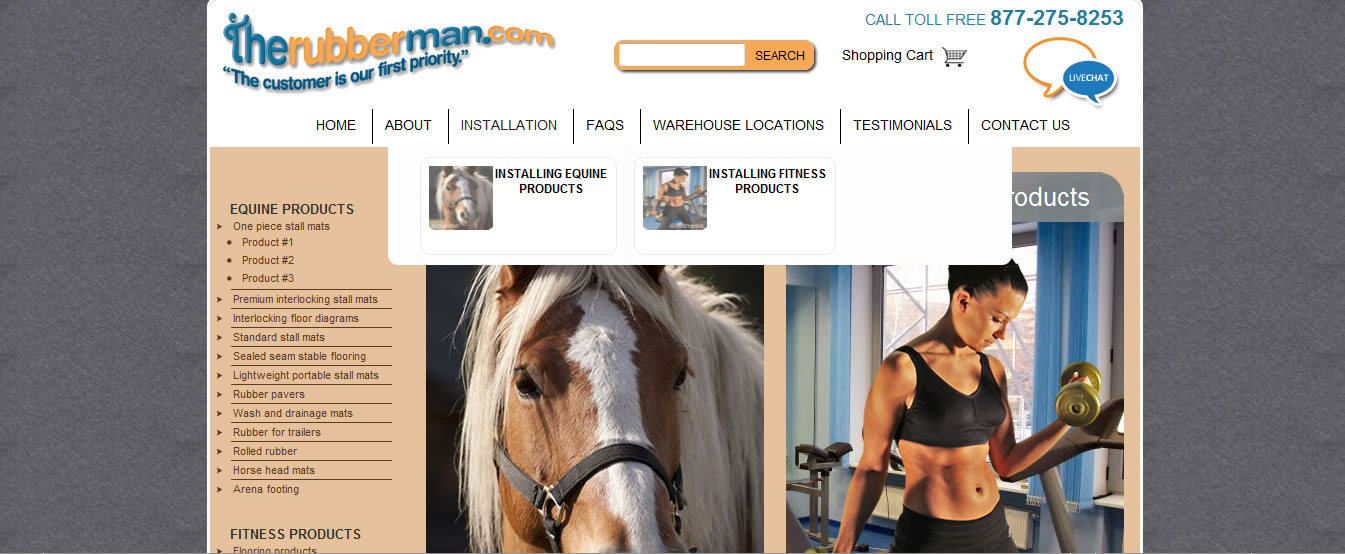 therubberman.com
"The customer is our first priority."
CALL TOLL FREE 877-275-8253
SEARCH
Shopping Cart
LIVECHAT
HOME
ABOUT
INSTALLATION
FAQS
WAREHOUSE LOCATIONS
TESTIMONIALS
CONTACT US
INSTALLING EQUINE
PRODUCTS
INSTALLING FITNESS
PRODUCTS
roducts
EQUINE PRODUCTS
One piece stall mats
Product #1
Product #2
Product #3
Premium interlocking stall mats
Interlocking floor diagrams
Standard stall mats
Sealed seam stable flooring
Lightweight portable stall mats
Rubber pavers
Wash and drainage mats
Rubber for trailers
Rolled rubber
Horse head mats
Arena footing
FITNESS PRODUCTS
Flooring products